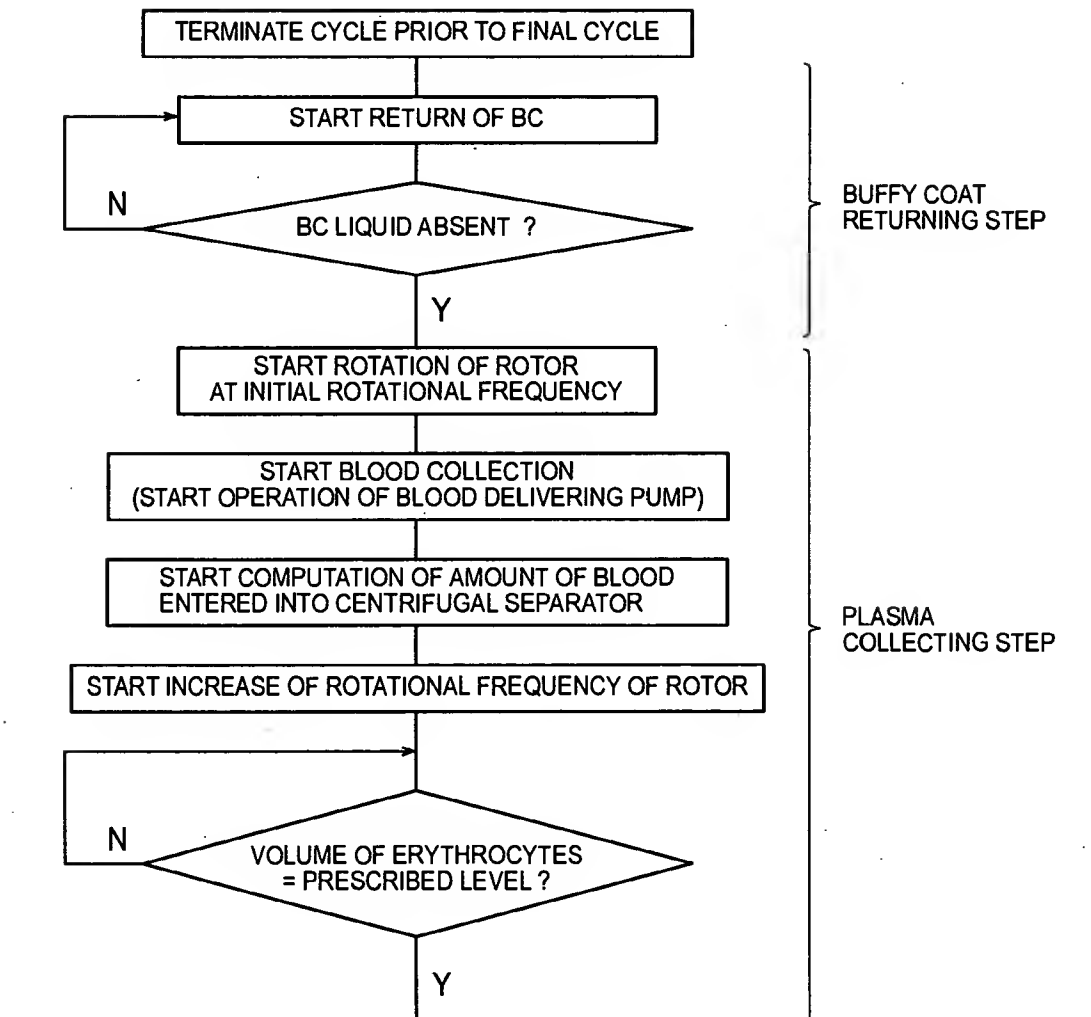 TERMINATE CYCLE PRIOR TO FINAL CYCLE
START RETURN OF BC
N
BC LIQUID ABSENT ?
Y
BUFFY COAT
RETURNING STEP
START ROTATION OF ROTOR
AT INITIAL ROTATIONAL FREQUENCY
START BLOOD COLLECTION
(START OPERATION OF BLOOD DELIVERING PUMP)
START COMPUTATION OF AMOUNT OF BLOOD
ENTERED INTO CENTRIFUGAL SEPARATOR
PLASMA
COLLECTING STEP
START INCREASE OF ROTATIONAL FREQUENCY OF ROTOR
N
VOLUME OF ERYTHROCYTES
= PRESCRIBED LEVEL ?
Y